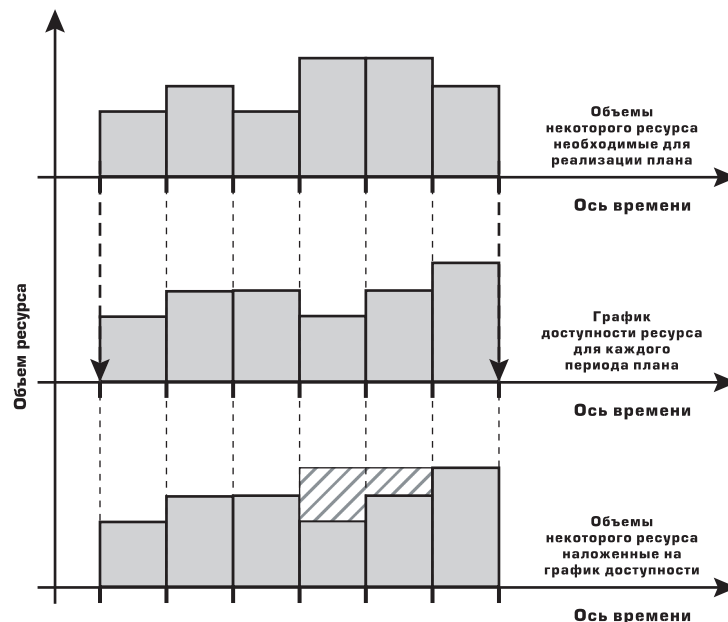 Объемы
некоторого ресурса
необходимые для
реализации плана
Ось времени
Объем ресурса
График
доступности ресурса
для каждого
периода плана
Ось времени
Объемы
некоторого ресурса
наложенные на
график доступности
Ось времени